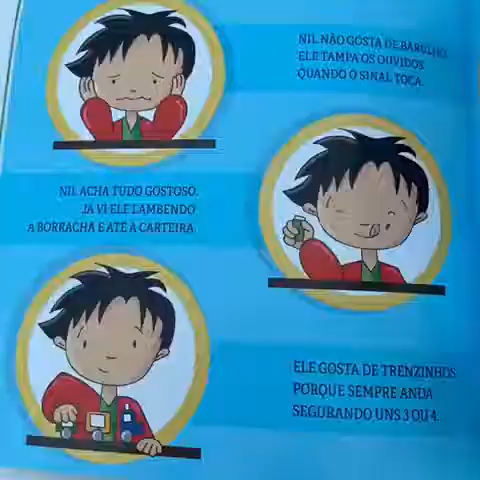 NIL NÃO GOSTA DE BARULHO.
ELE TAMPA OS OUVIDOS
QUANDO O SINAL TOCA.
NIL ACHA TUDO GOSTOSO.
JÁ VI ELE LAMBENDO
A BORRACHA E ATÉ A CARTEIRA.
ELE GOSTA DE TRENZINHOS
PORQUE SEMPRE ANDA
SEGURANDO UNS 3 OU 4.